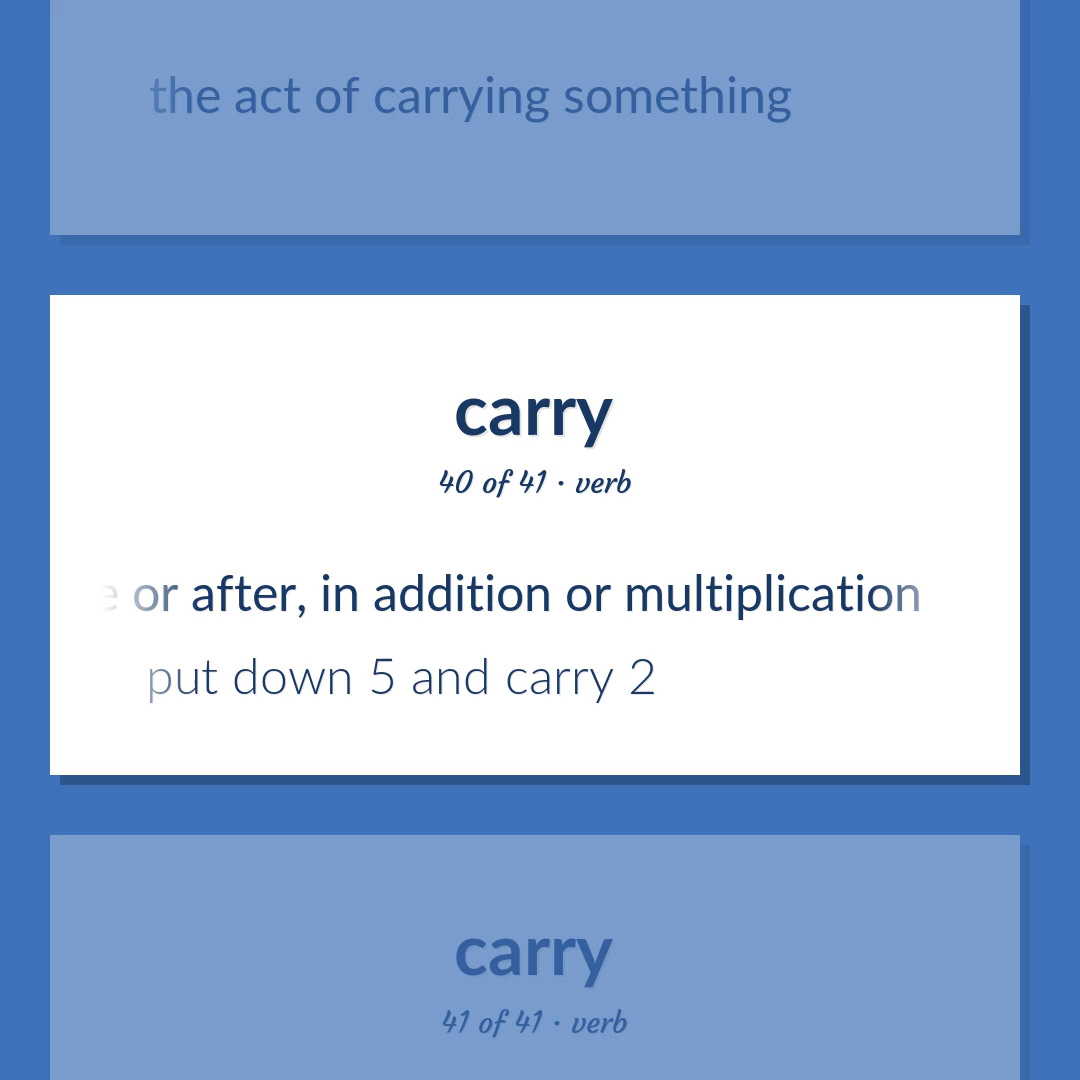 the act of carrying something
carry
40 of 41 · verb
or after, in addition or multiplication
put down 5 and carry 2
carry
41 of 41 · verb